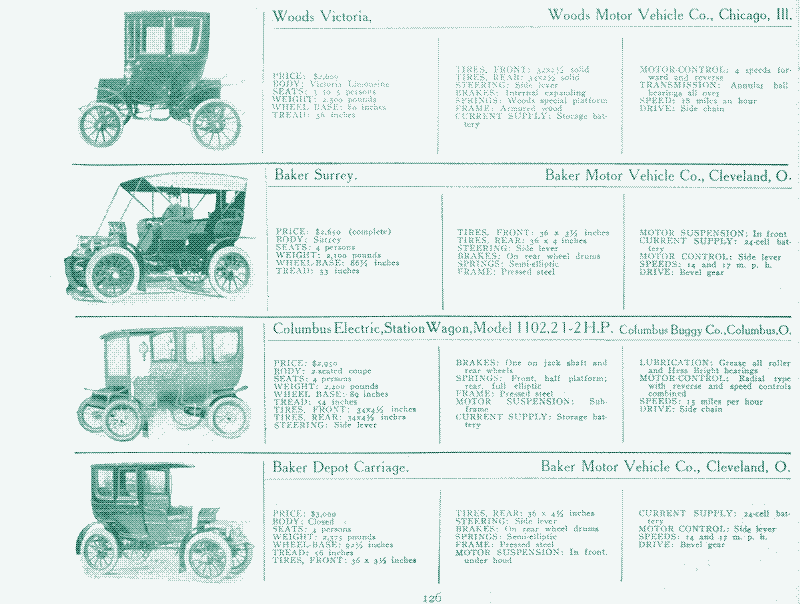 Woods Victoria,
Woods Motor Vehicle Co., Chicago, Ill.
PRICE: $2,600
BODY: Victoria Limousine
SEATS: 3 to 5 persons
WEIGHT: 2,500 pounds
WHEEL BASE: 80 inches
TREAD: 56 inches
TIRES, FRONT: solid
TIRES, REAR: solid
STEERING: Side lever
BRAKES: Internal expanding
SPRINGS: Woods special platform
FRAME: Armored wood
CURRENT SUPPLY: Storage bat-
tery
MOTOR-CONTROL: 4 speeds for-
ward and reverse
TRANSMISSION: Annular ball
bearings all over
SPEED: 18 miles an hour
DRIVE: Side chain
Baker Surrey.
Baker Motor Vehicle Co., Cleveland, O.
PRICE: $2,650 (complete)
BODY: Surrey
SEATS: 4 persons
WEIGHT: 2,100 pounds
WHEEL-BASE: 86½ inches
TREAD: 53 inches
TIRES, FRONT: 36 x 3½ inches
TIRES, REAR: 36 x 4 inches
STEERING: Side lever
BRAKES: On rear wheel drums
SPRINGS: Semi-elliptic
FRAME: Pressed steel
MOTOR SUSPENSION: In front
CURRENT SUPPLY: 24-cell bat-
tery
MOTOR CONTROL: Side lever
SPEEDS: 14 and 17 m. p. h.
DRIVE: Bevel gear
Columbus Electric, Station Wagon, Model 1102, 2 1-2 H.P.
Columbus Buggy Co., Columbus, O.
PRICE: $2,950
BODY: 2-seated coupe
SEATS: 4 persons
WEIGHT: 2,200 pounds
WHEEL BASE: 89 inches
TREAD: 54 inches
TIRES, FRONT: 34x4½ inches
TIRES, REAR: 34x4½ inches
STEERING: Side lever
BRAKES: One on jack shaft and
rear wheels
SPRINGS: Front, half platform;
rear, full elliptic
FRAME: Pressed steel
MOTOR SUSPENSION: Sub-
frame
CURRENT SUPPLY: Storage bat-
tery
LUBRICATION: Grease all roller
and Hess Bright bearings
MOTOR-CONTROL: Radial type
with reverse and speed controls
combined
SPEEDS: 15 miles per hour
DRIVE: Side chain
Baker Depot Carriage.
Baker Motor Vehicle Co., Cleveland, O.
PRICE: $3,000
BODY: Closed
SEATS: 4 persons
WEIGHT: 2,375 pounds
WHEEL-BASE: 92½ inches
TREAD: 56 inches
TIRES, FRONT: 36 x 3½ inches
TIRES, REAR: 36 x 4½ inches
STEERING: Side lever
BRAKES: On rear wheel drums
SPRINGS: Semi-elliptic
FRAME: Pressed steel
MOTOR SUSPENSION: In front,
under hood
CURRENT SUPPLY: 24-cell bat-
tery
MOTOR CONTROL: Side lever
SPEEDS: 14 and 17 m. p. h.
DRIVE: Bevel gear
126